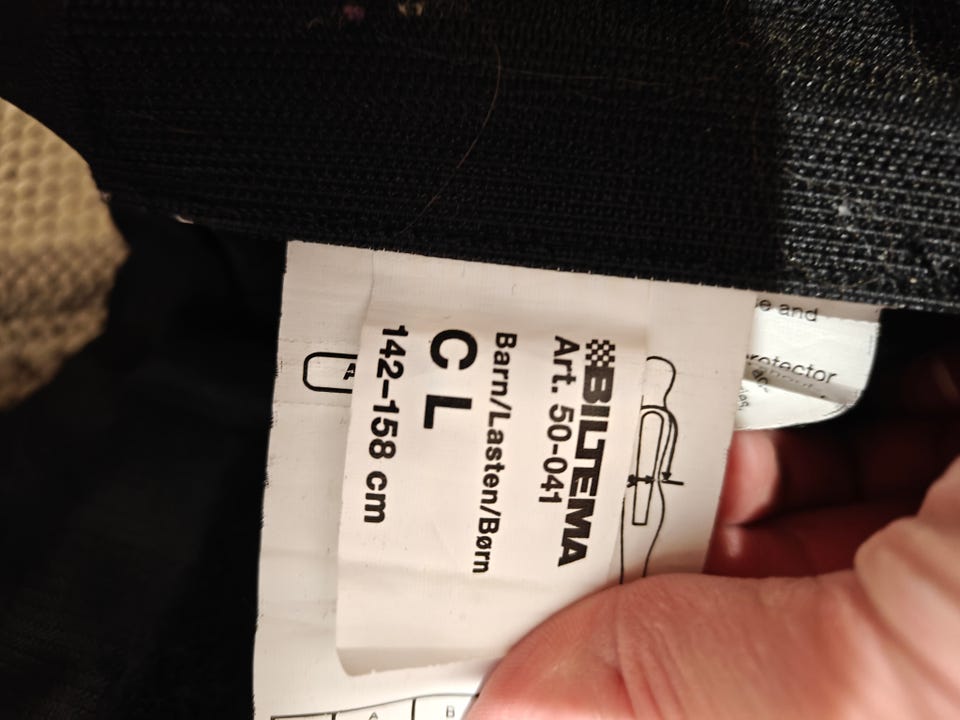 BILTEMA
Art. 50-041
Barn/Lasten/Børn
C L
142-158 cm
e and
rotector
A
A
B